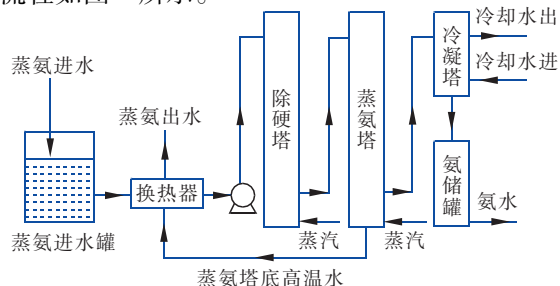 流程如图 所示。
冷却水出
冷却水进
冷凝塔
蒸氨进水
蒸氨出水
除硬塔
蒸氨塔
换热器
氨储罐
氨水
蒸汽
蒸汽
蒸氨进水罐
蒸氨塔底高温水